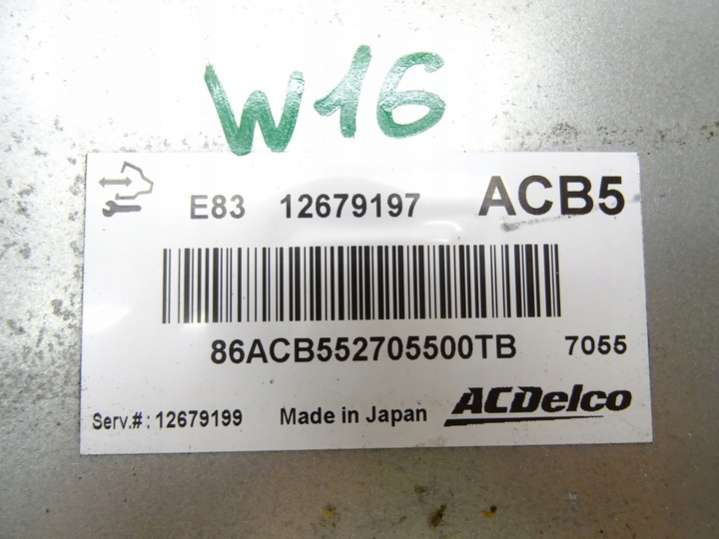 W16
E83 12679197 ACB5
86ACB552705500TB 7055
Serv.#: 12679199 Made in Japan ACDelco